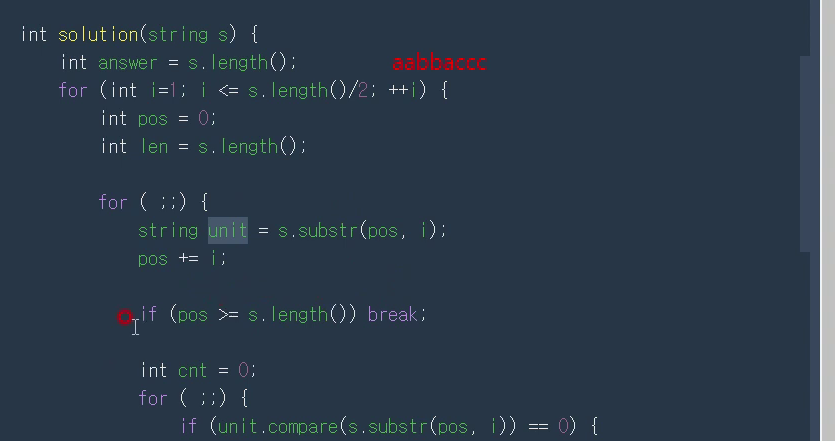 int solution(string s) {
int answer = s.length(); aabbaccc
for (int i=1; i <= s.length()/2; ++i) {
int pos = 0;
int len = s.length();
for ( ;;) {
string unit = s.substr(pos, i);
pos += i;
if (pos >= s.length()) break;
int cnt = 0;
for ( ;;) {
if (unit.compare(s.substr(pos, i)) == 0) {